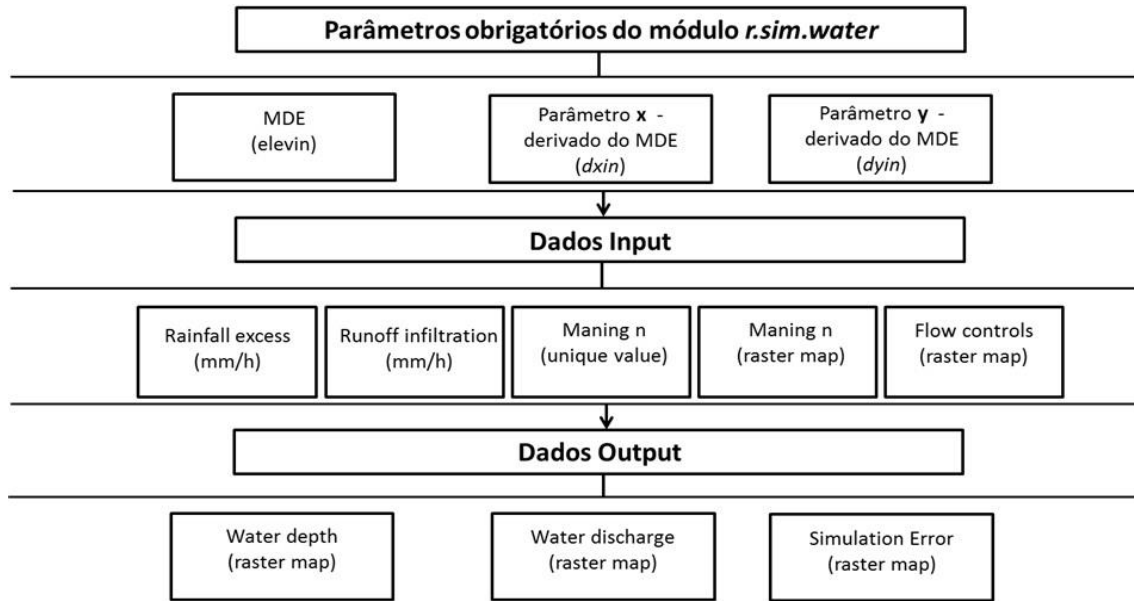 Parâmetros obrigatórios do módulo r.sim.water
MDE
(elevin)
Parâmetro x -
derivado do MDE
(dxin)
Parâmetro y -
derivado do MDE
(dyin)
Dados Input
Rainfall excess
(mm/h)
Runoff infiltration
(mm/h)
Maning n
(unique value)
Maning n
(raster map)
Flow controls
(raster map)
Dados Output
Water depth
(raster map)
Water discharge
(raster map)
Simulation Error
(raster map)